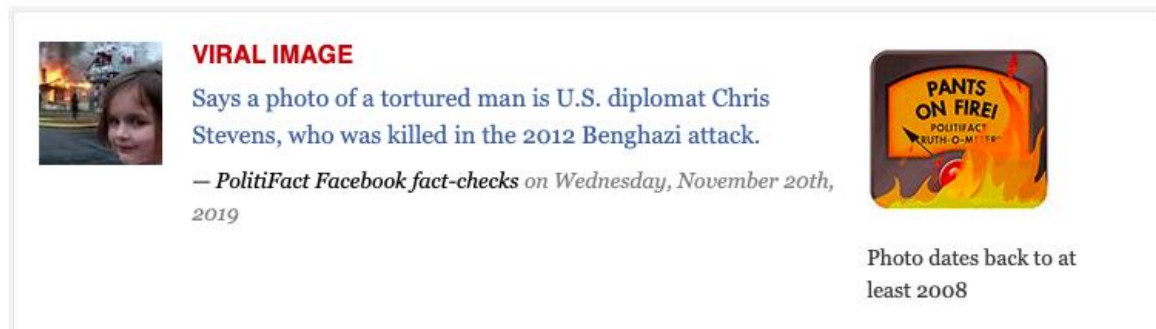 VIRAL IMAGE
Says a photo of a tortured man is U.S. diplomat Chris
Stevens, who was killed in the 2012 Benghazi attack.
— PolitiFact Facebook fact-checks on Wednesday, November 20th,
2019
PANTS
ON FIRE!
POLITIFACT
TRUTH-O-METER™
Photo dates back to at
least 2008